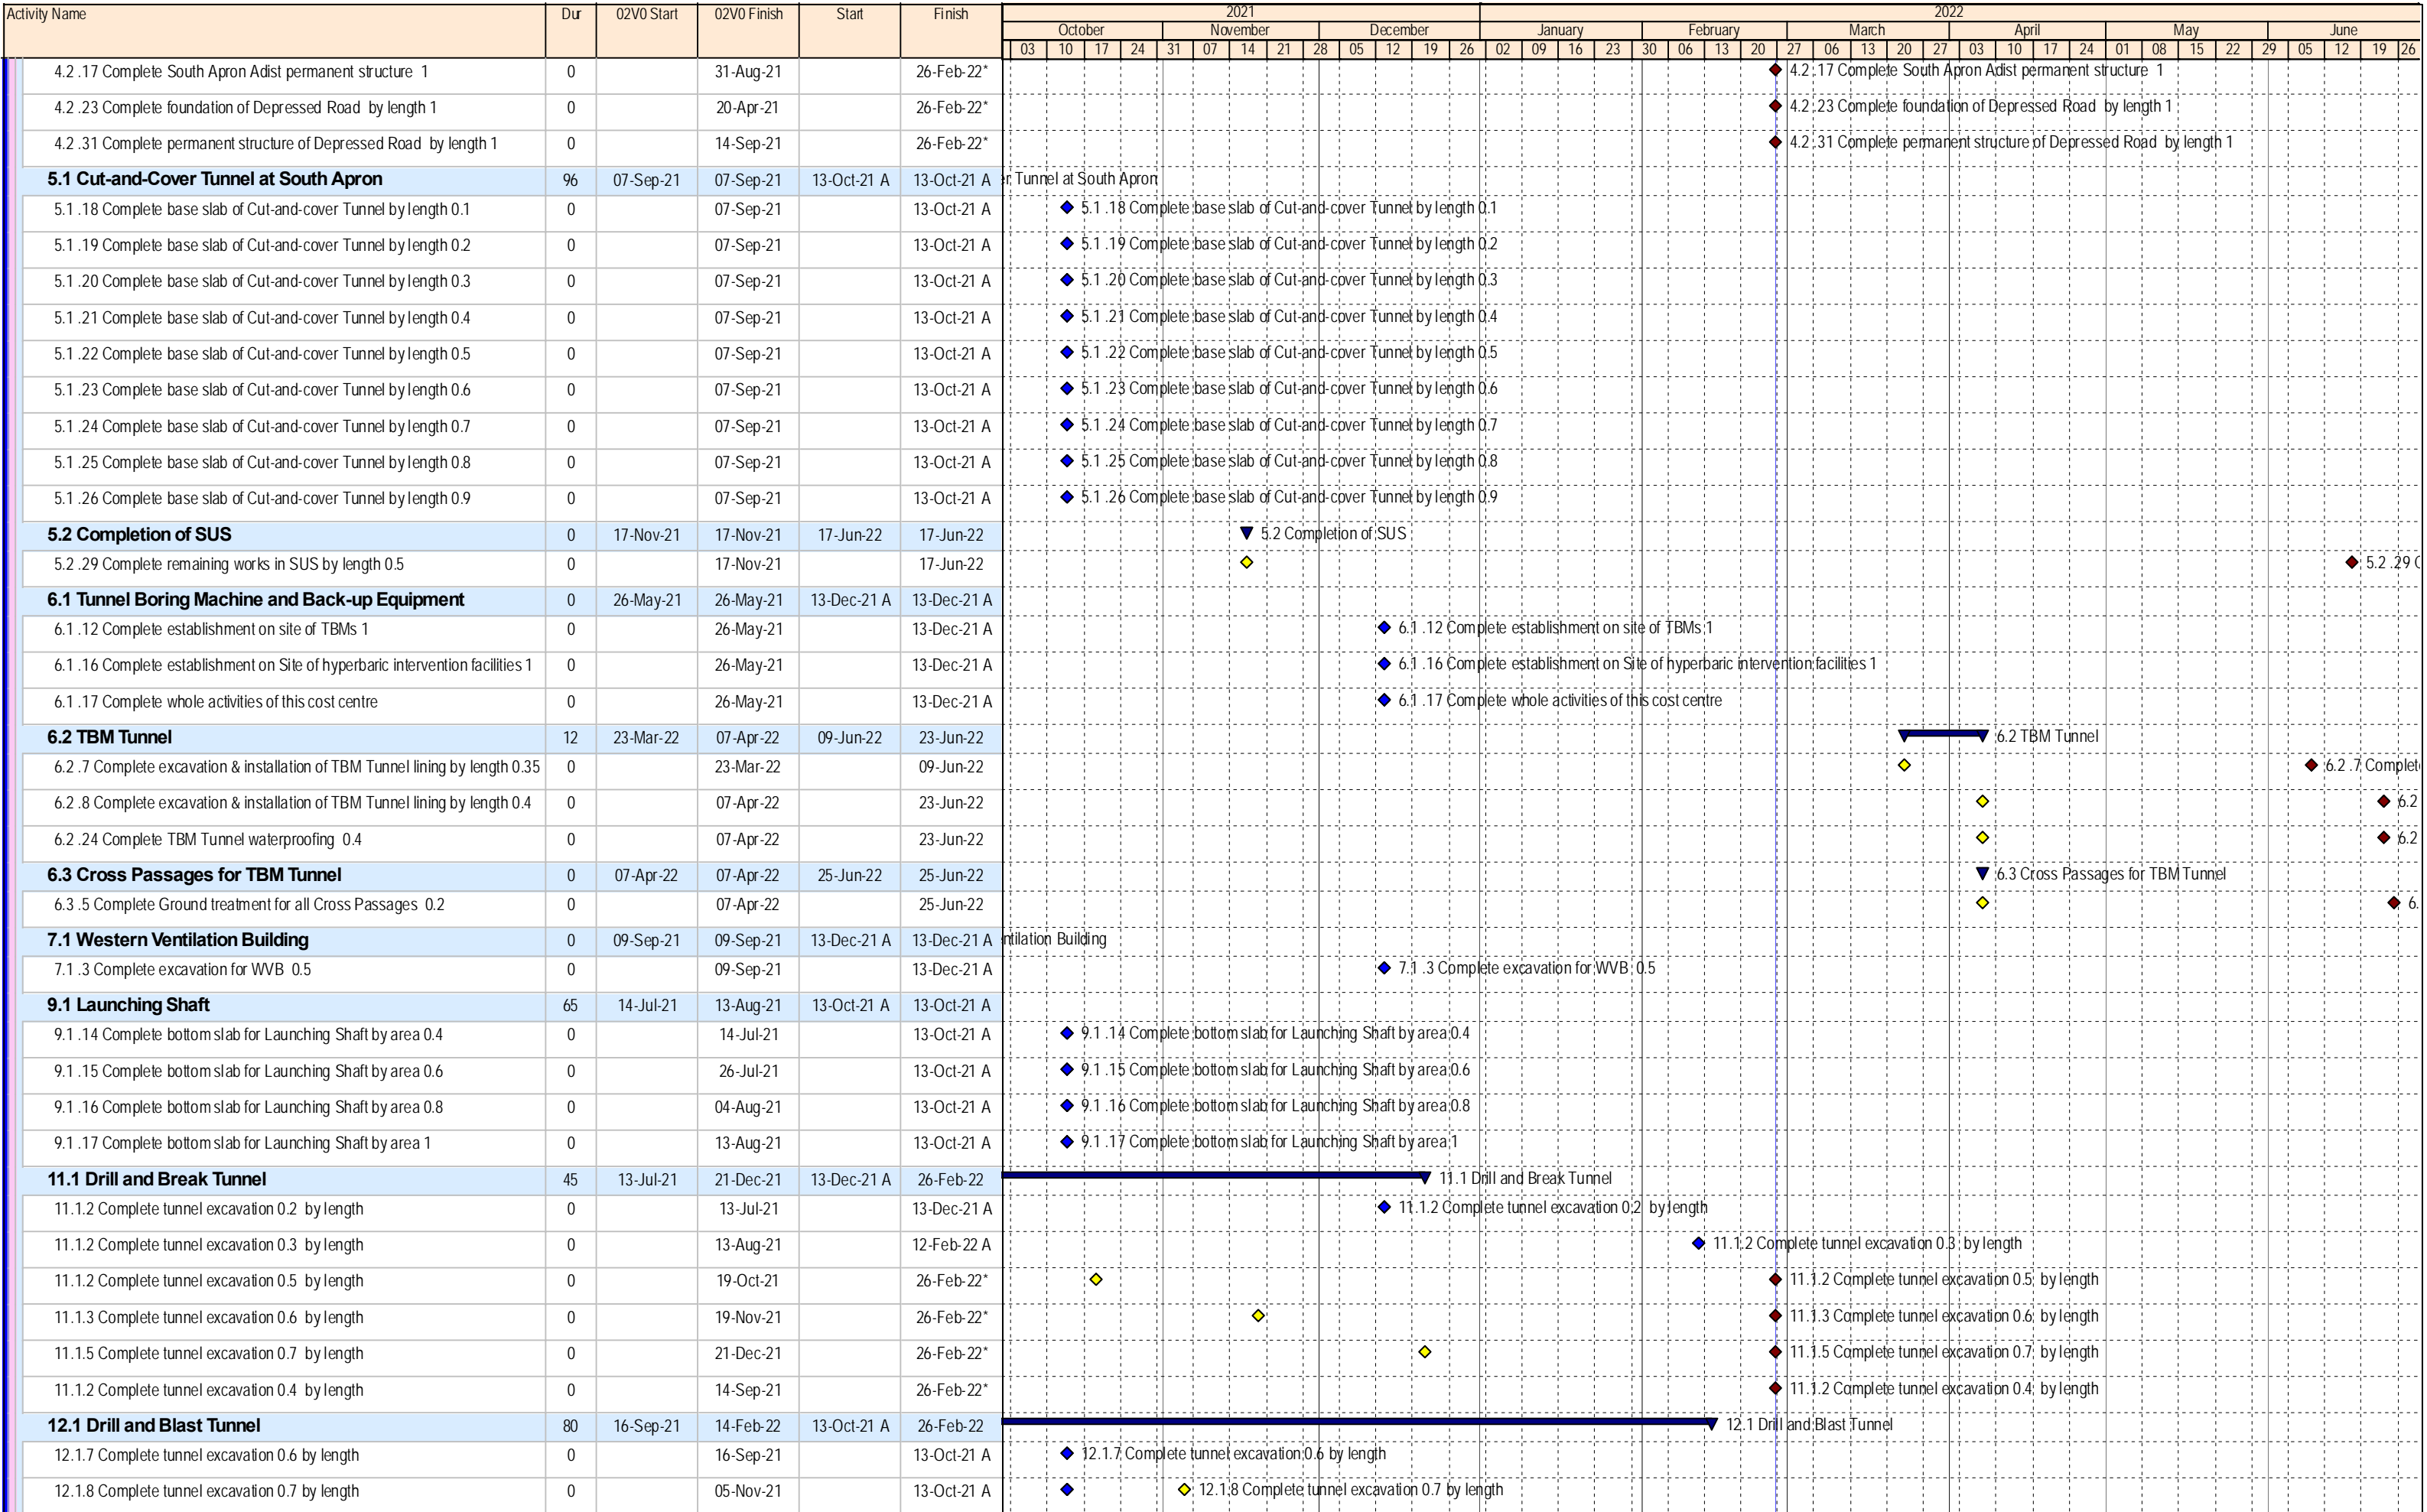 Activity Name Dur 02V0 Start 02V0 Finish Start Finish 2021 2022
October November December January February March April May June
03 10 17 24 31 07 14 21 28 05 12 19 26 02 09 16 23 30 06 13 20 27 06 13 20 27 03 10 17 24 01 08 15 22 29 05 12 19 26
4.2 .17 Complete South Apron Adist permanent structure 1 0 31-Aug-21 26-Feb-22* 4.2 .17 Complete South Apron Adist permanent structure 1
4.2 .23 Complete foundation of Depressed Road by length 1 0 20-Apr-21 26-Feb-22* 4.2 .23 Complete foundation of Depressed Road by length 1
4.2 .31 Complete permanent structure of Depressed Road by length 1 0 14-Sep-21 26-Feb-22* 4.2 .31 Complete permanent structure of Depressed Road by length 1
5.1 Cut-and-Cover Tunnel at South Apron 96 07-Sep-21 07-Sep-21 13-Oct-21 A 13-Oct-21 A r Tunnel at South Apron
5.1 .18 Complete base slab of Cut-and-cover Tunnel by length 0.1 0 07-Sep-21 13-Oct-21 A 5.1 .18 Complete base slab of Cut-and-cover Tunnel by length 0.1
5.1 .19 Complete base slab of Cut-and-cover Tunnel by length 0.2 0 07-Sep-21 13-Oct-21 A 5.1 .19 Complete base slab of Cut-and-cover Tunnel by length 0.2
5.1 .20 Complete base slab of Cut-and-cover Tunnel by length 0.3 0 07-Sep-21 13-Oct-21 A 5.1 .20 Complete base slab of Cut-and-cover Tunnel by length 0.3
5.1 .21 Complete base slab of Cut-and-cover Tunnel by length 0.4 0 07-Sep-21 13-Oct-21 A 5.1 .21 Complete base slab of Cut-and-cover Tunnel by length 0.4
5.1 .22 Complete base slab of Cut-and-cover Tunnel by length 0.5 0 07-Sep-21 13-Oct-21 A 5.1 .22 Complete base slab of Cut-and-cover Tunnel by length 0.5
5.1 .23 Complete base slab of Cut-and-cover Tunnel by length 0.6 0 07-Sep-21 13-Oct-21 A 5.1 .23 Complete base slab of Cut-and-cover Tunnel by length 0.6
5.1 .24 Complete base slab of Cut-and-cover Tunnel by length 0.7 0 07-Sep-21 13-Oct-21 A 5.1 .24 Complete base slab of Cut-and-cover Tunnel by length 0.7
5.1 .25 Complete base slab of Cut-and-cover Tunnel by length 0.8 0 07-Sep-21 13-Oct-21 A 5.1 .25 Complete base slab of Cut-and-cover Tunnel by length 0.8
5.1 .26 Complete base slab of Cut-and-cover Tunnel by length 0.9 0 07-Sep-21 13-Oct-21 A 5.1 .26 Complete base slab of Cut-and-cover Tunnel by length 0.9
5.2 Completion of SUS 0 17-Nov-21 17-Nov-21 17-Jun-22 17-Jun-22 5.2 Completion of SUS
5.2 .29 Complete remaining works in SUS by length 0.5 0 17-Nov-21 17-Jun-22 5.2 .29 C
6.1 Tunnel Boring Machine and Back-up Equipment 0 26-May-21 26-May-21 13-Dec-21 A 13-Dec-21 A
6.1 .12 Complete establishment on site of TBMs 1 0 26-May-21 13-Dec-21 A 6.1 .12 Complete establishment on site of TBMs 1
6.1 .16 Complete establishment on Site of hyperbaric intervention facilities 1 0 26-May-21 13-Dec-21 A 6.1 .16 Complete establishment on Site of hyperbaric intervention facilities 1
6.1 .17 Complete whole activities of this cost centre 0 26-May-21 13-Dec-21 A 6.1 .17 Complete whole activities of this cost centre
6.2 TBM Tunnel 12 23-Mar-22 07-Apr-22 09-Jun-22 23-Jun-22 6.2 TBM Tunnel
6.2 .7 Complete excavation & installation of TBM Tunnel lining by length 0.35 0 23-Mar-22 09-Jun-22 6.2 .7 Complet
6.2 .8 Complete excavation & installation of TBM Tunnel lining by length 0.4 0 07-Apr-22 23-Jun-22 6.2
6.2 .24 Complete TBM Tunnel waterproofing 0.4 0 07-Apr-22 23-Jun-22 6.2
6.3 Cross Passages for TBM Tunnel 0 07-Apr-22 07-Apr-22 25-Jun-22 25-Jun-22 6.3 Cross Passages for TBM Tunnel
6.3 .5 Complete Ground treatment for all Cross Passages 0.2 0 07-Apr-22 25-Jun-22 6.
7.1 Western Ventilation Building 0 09-Sep-21 09-Sep-21 13-Dec-21 A 13-Dec-21 A ntilation Building
7.1 .3 Complete excavation for WVB 0.5 0 09-Sep-21 13-Dec-21 A 7.1 .3 Complete excavation for WVB 0.5
9.1 Launching Shaft 65 14-Jul-21 13-Aug-21 13-Oct-21 A 13-Oct-21 A
9.1 .14 Complete bottom slab for Launching Shaft by area 0.4 0 14-Jul-21 13-Oct-21 A 9.1 .14 Complete bottom slab for Launching Shaft by area 0.4
9.1 .15 Complete bottom slab for Launching Shaft by area 0.6 0 26-Jul-21 13-Oct-21 A 9.1 .15 Complete bottom slab for Launching Shaft by area 0.6
9.1 .16 Complete bottom slab for Launching Shaft by area 0.8 0 04-Aug-21 13-Oct-21 A 9.1 .16 Complete bottom slab for Launching Shaft by area 0.8
9.1 .17 Complete bottom slab for Launching Shaft by area 1 0 13-Aug-21 13-Oct-21 A 9.1 .17 Complete bottom slab for Launching Shaft by area 1
11.1 Drill and Break Tunnel 45 13-Jul-21 21-Dec-21 13-Dec-21 A 26-Feb-22 11.1 Drill and Break Tunnel
11.1.2 Complete tunnel excavation 0.2 by length 0 13-Jul-21 13-Dec-21 A 11.1.2 Complete tunnel excavation 0.2 by length
11.1.2 Complete tunnel excavation 0.3 by length 0 13-Aug-21 12-Feb-22 A 11.1.2 Complete tunnel excavation 0.3 by length
11.1.2 Complete tunnel excavation 0.5 by length 0 19-Oct-21 26-Feb-22* 11.1.2 Complete tunnel excavation 0.5 by length
11.1.3 Complete tunnel excavation 0.6 by length 0 19-Nov-21 26-Feb-22* 11.1.3 Complete tunnel excavation 0.6 by length
11.1.5 Complete tunnel excavation 0.7 by length 0 21-Dec-21 26-Feb-22* 11.1.5 Complete tunnel excavation 0.7 by length
11.1.2 Complete tunnel excavation 0.4 by length 0 14-Sep-21 26-Feb-22* 11.1.2 Complete tunnel excavation 0.4 by length
12.1 Drill and Blast Tunnel 80 16-Sep-21 14-Feb-22 13-Oct-21 A 26-Feb-22 12.1 Drill and Blast Tunnel
12.1.7 Complete tunnel excavation 0.6 by length 0 16-Sep-21 13-Oct-21 A 12.1.7 Complete tunnel excavation 0.6 by length
12.1.8 Complete tunnel excavation 0.7 by length 0 05-Nov-21 13-Oct-21 A 12.1.8 Complete tunnel excavation 0.7 by length